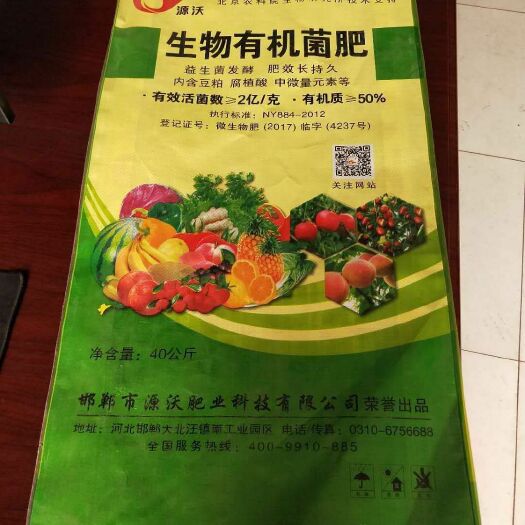 源沃
生物有机菌肥
益生菌发酵 肥效长持久
内含豆粕 腐植酸 中微量元素等
·有效活菌数≥2亿/克 ·有机质≥50%
执行标准：NY884-2012
登记证号：微生物肥（2017）临字（4237号）
关注网站
净含量：40公斤
邯郸市源沃肥业科技有限公司荣誉出品
地址：河北邯郸大北汪镇南工业园区 电话/传真：0310-6756688
全国服务热线：400-9910-885